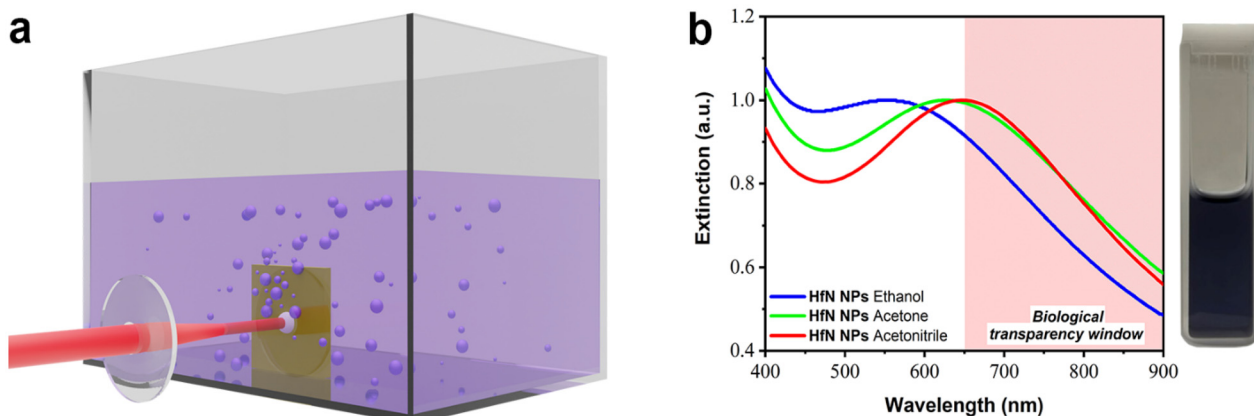 a
b
Extinction (a.u.)
1.2
1.0
0.8
0.6
0.4
HfN NPs Ethanol
HfN NPs Acetone
HfN NPs Acetonitrile
Biological
transparency window
400
500
600
700
800
900
Wavelength (nm)